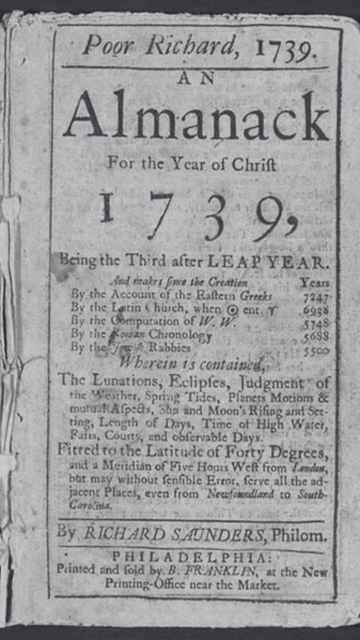 Poor Richard, 1739.
AN
Almanack
For the Year of Chriſt
1739,
Being the Third after LEAP YEAR.
And makes ſince the Creation Years
By the Account of the Eaſtern Greeks 7247
By the Latin Church, when ☉ ent. ♈ 6938
By the Computation of W. W. 5748
By the Roman Chronology 5688
By the Jewiſh Rabbies 5500
Wherein is contained,
The Lunations, Eclipſes, Judgment of
the Weather, Spring Tides, Planets Motions &
mutual Aſpects, Sun and Moon's Riſing and Set-
ting, Length of Days, Time of High Water,
Fairs, Courts, and obſervable Days.
Fitted to the Latitude of Forty Degrees,
and a Meridian of Five Hours Weſt from London,
but may without ſenſible Error, ſerve all the ad-
jacent Places, even from Newfoundland to South-
Carolina.
By RICHARD SAUNDERS, Philom.
PHILADELPHIA:
Printed and ſold by B. FRANKLIN, at the New
Printing-Office near the Market.